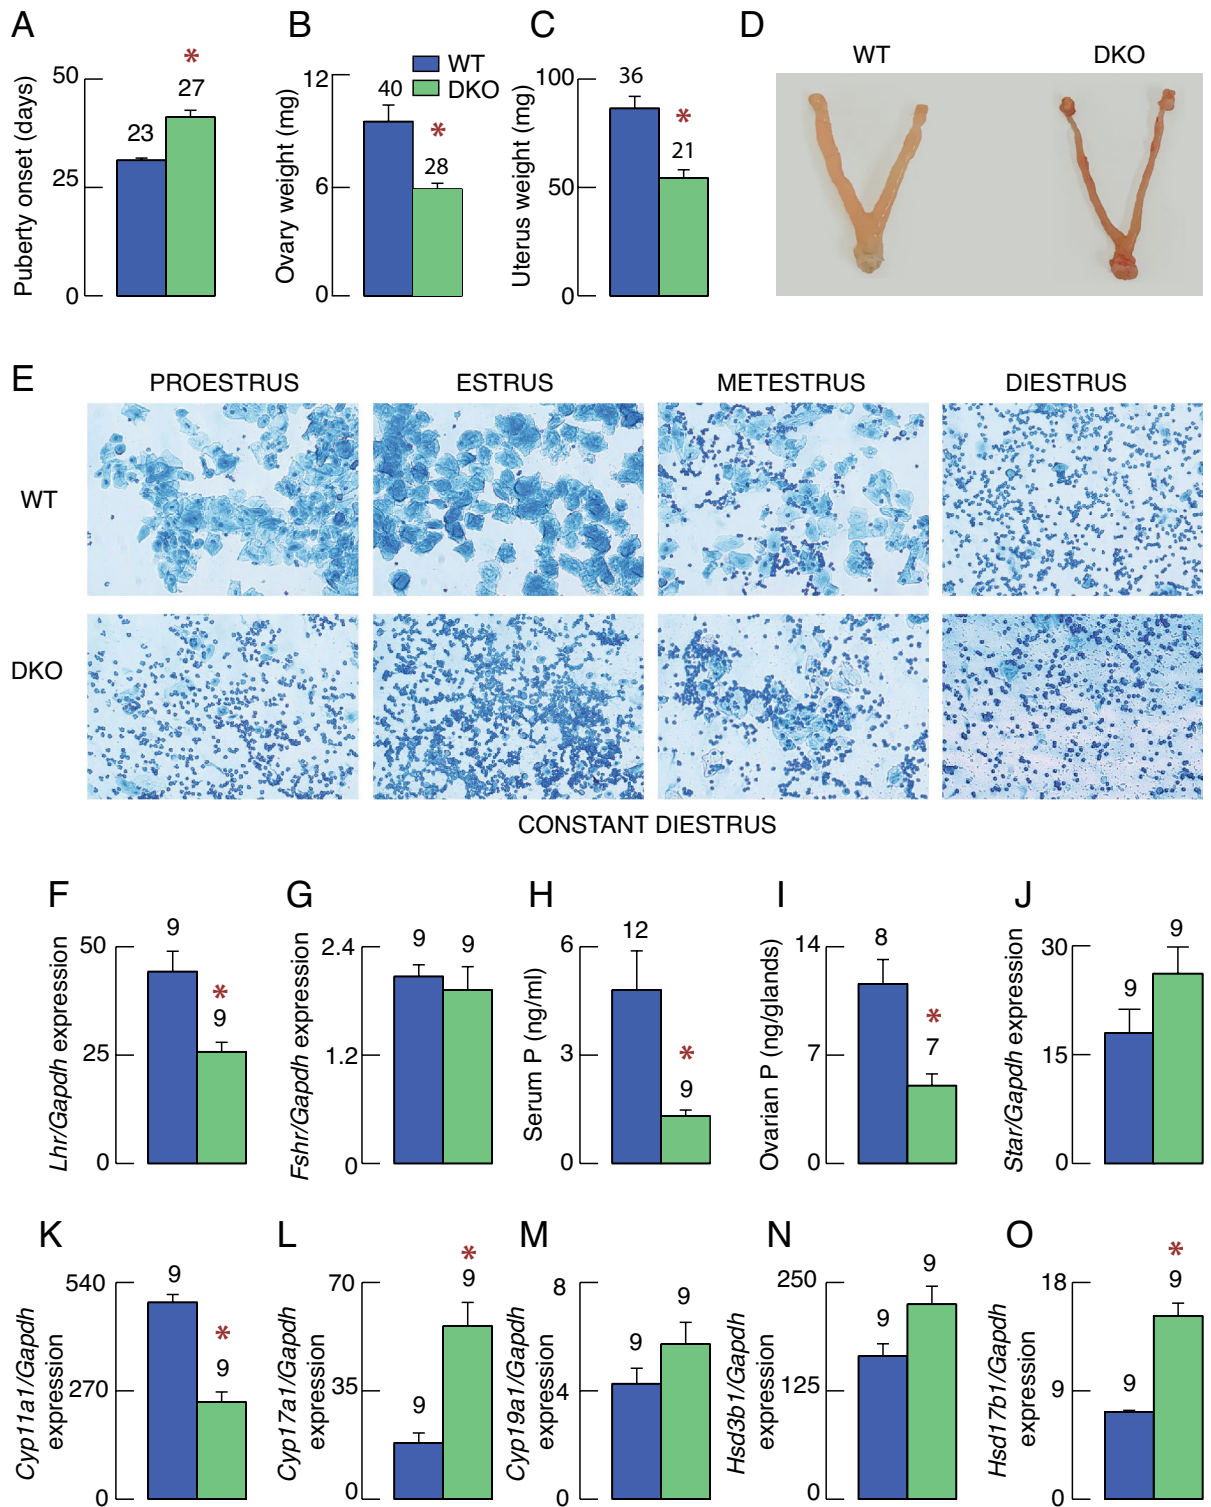 A
B
C
D
Puberty onset (days)
50
25
0
23
27
*
Ovary weight (mg)
12
6
0
40
28
*
WT
DKO
Uterus weight (mg)
100
50
0
36
21
*
WT
DKO
E
PROESTRUS
ESTRUS
METESTRUS
DIESTRUS
WT
DKO
CONSTANT DIESTRUS
F
Lhr/Gapdh expression
50
25
0
9
9
*
G
Fshr/Gapdh expression
2.4
1.2
0
9
9
H
Serum P (ng/ml)
6
3
0
12
9
*
I
Ovarian P (ng/glands)
14
7
0
8
7
*
J
Star/Gapdh expression
30
15
0
9
9
K
Cyp11a1/Gapdh
expression
540
270
0
9
9
*
L
Cyp17a1/Gapdh
expression
70
35
0
9
9
*
M
Cyp19a1/Gapdh
expression
8
4
0
9
9
N
Hsd3b1/Gapdh
expression
250
125
0
9
9
O
Hsd17b1/Gapdh
expression
18
9
0
9
9
*